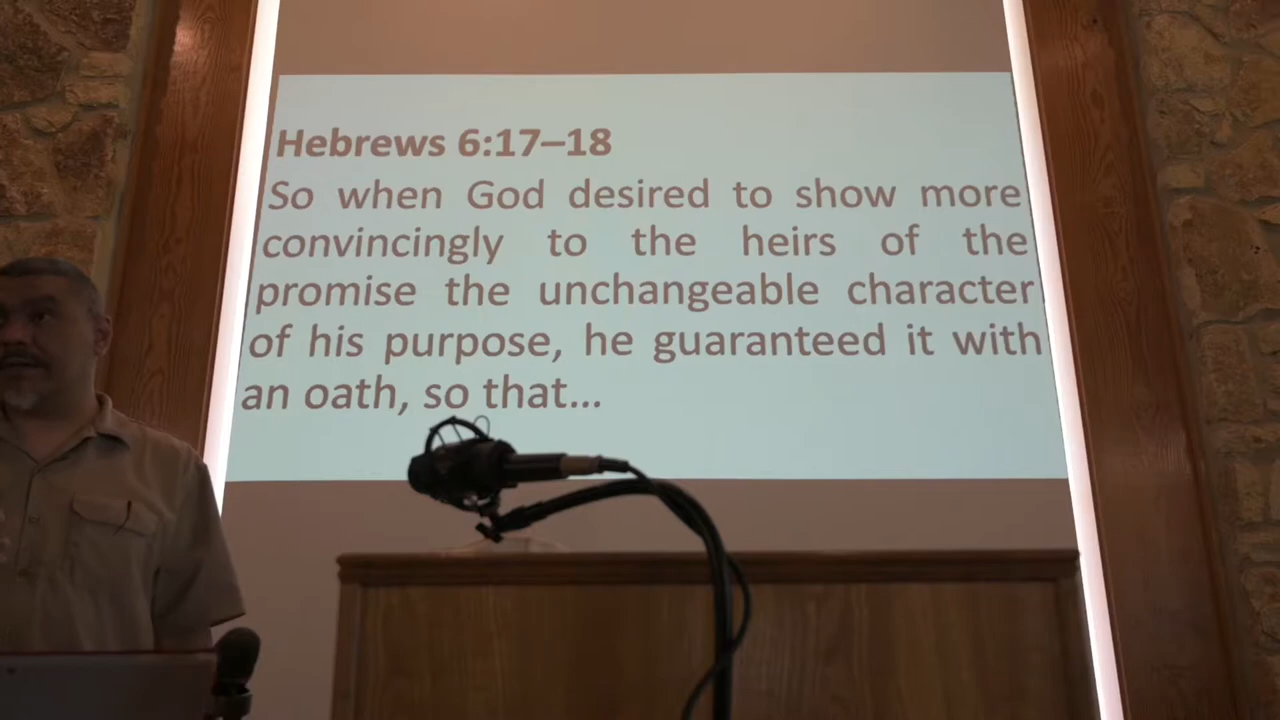 Hebrews 6:17–18
So when God desired to show more
convincingly to the heirs of the
promise the unchangeable character
of his purpose, he guaranteed it with
an oath, so that...